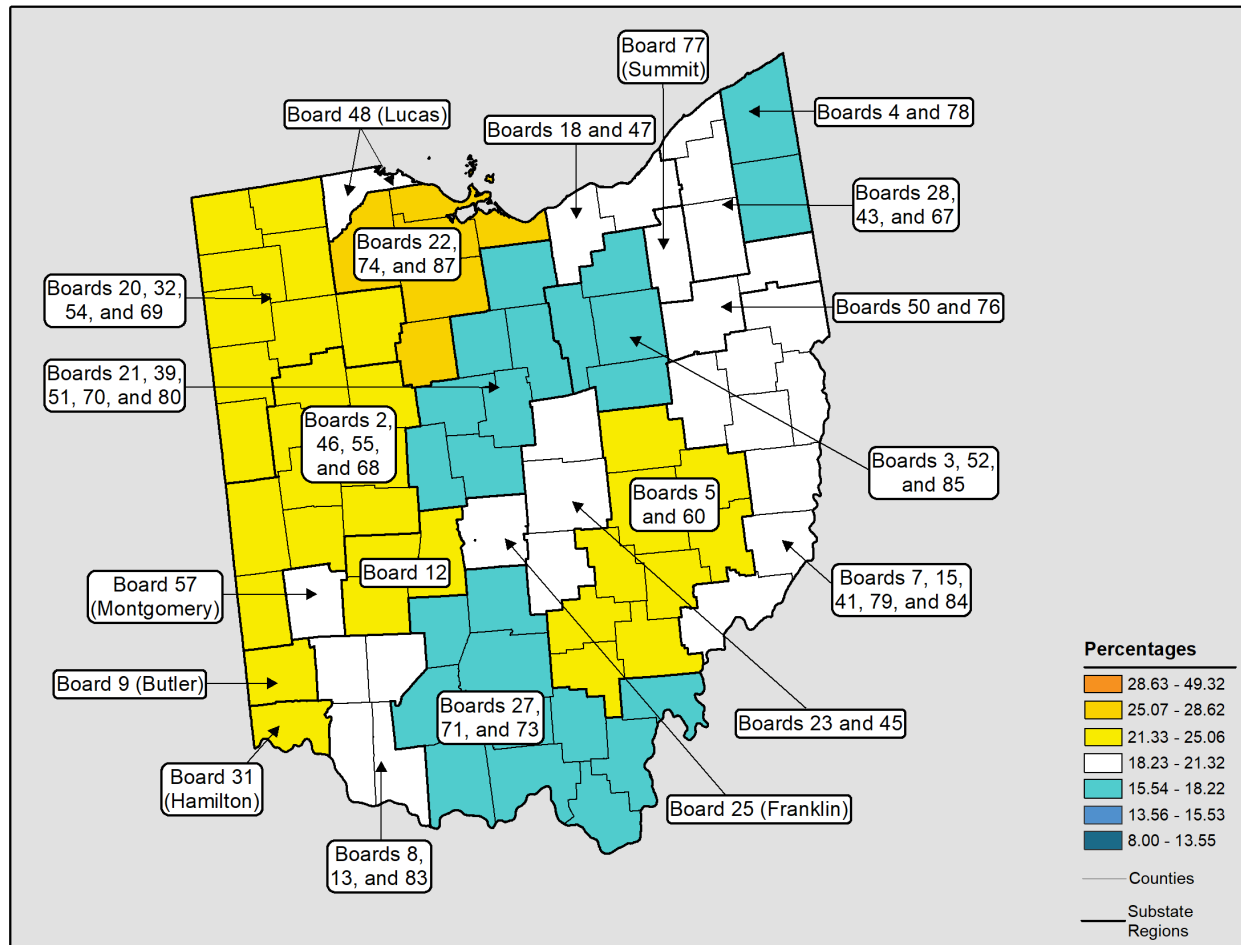 Board 77
(Summit)
Board 48 (Lucas)
Boards 18 and 47
Boards 4 and 78
Boards 28,
43, and 67
Boards 22,
74, and 87
Boards 20, 32,
54, and 69
Boards 50 and 76
Boards 21, 39,
51, 70, and 80
Boards 2,
46, 55,
and 68
Boards 3, 52,
and 85
Boards 5
and 60
Board 57
(Montgomery)
Board 12
Boards 7, 15,
41, 79, and 84
Board 9 (Butler)
Boards 27,
71, and 73
Boards 23 and 45
Board 31
(Hamilton)
Board 25 (Franklin)
Boards 8,
13, and 83
Percentages
28.63 - 49.32
25.07 - 28.62
21.33 - 25.06
18.23 - 21.32
15.54 - 18.22
13.56 - 15.53
8.00 - 13.55
Counties
Substate
Regions